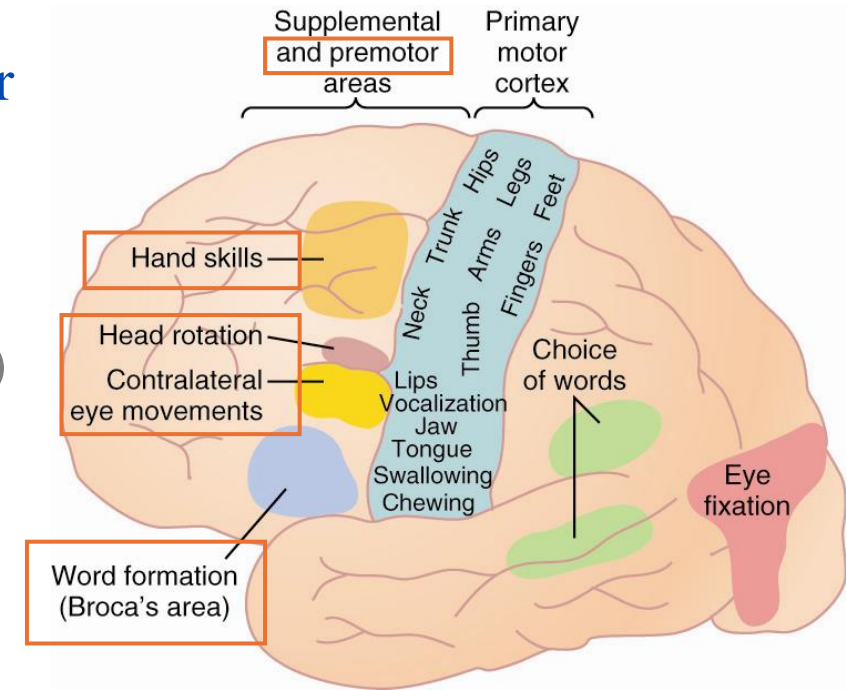 Supplemental
and premotor
areas
Primary
motor
cortex
r
Hips
Legs
Feet
Trunk
Arms
Fingers
Neck
Thumb
Hand skills
Head rotation
Contralateral
eye movements
Lips
Vocalization
Jaw
Tongue
Swallowing
Chewing
Choice
of words
Eye
fixation
)
Word formation
(Broca's area)